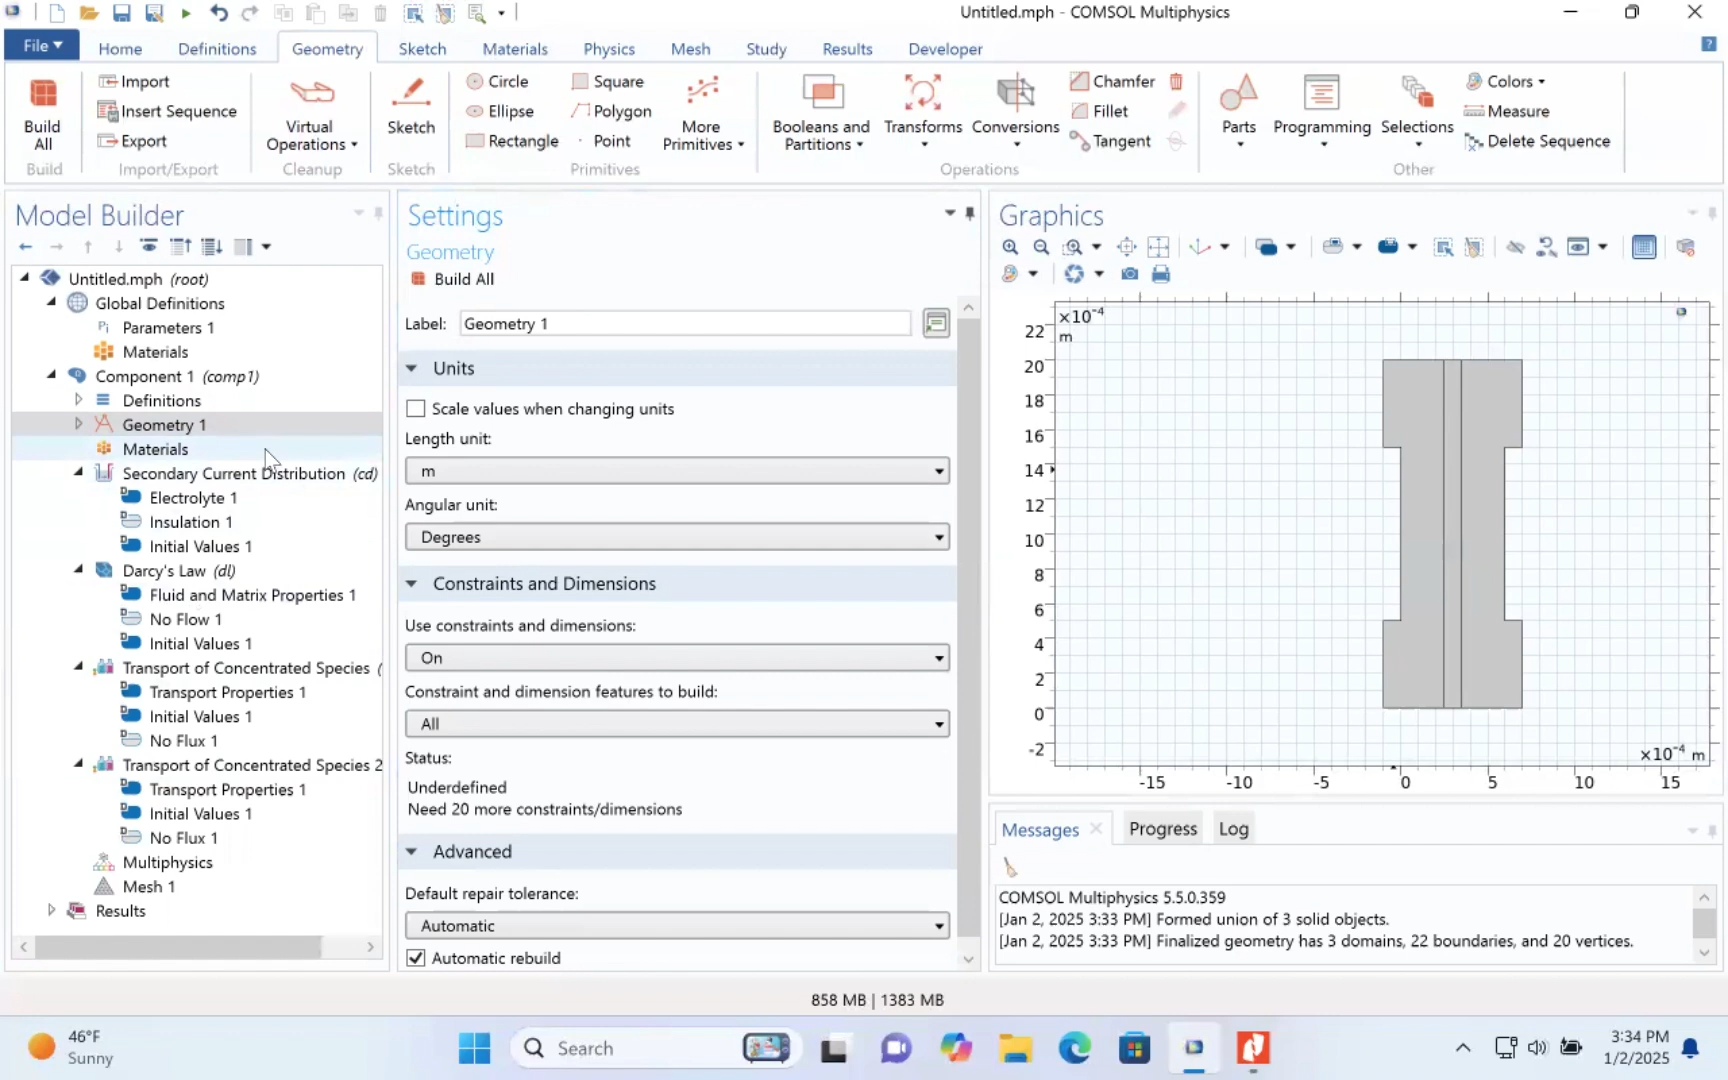 Untitled.mph - COMSOL Multiphysics
File Home Definitions Geometry Sketch Materials Physics Mesh Study Results Developer
Build All
Build
Import
Insert Sequence
Export
Import/Export
Virtual Operations
Cleanup
Sketch
Sketch
Circle
Ellipse
Rectangle
Square
Polygon
Point
More Primitives
Primitives
Booleans and Partitions
Transforms
Conversions
Chamfer
Fillet
Tangent
Operations
Parts
Programming
Selections
Colors
Measure
Delete Sequence
Other
Model Builder
Untitled.mph (root)
Global Definitions
Pi Parameters 1
Materials
Component 1 (comp1)
Definitions
Geometry 1
Materials
Secondary Current Distribution (cd)
Electrolyte 1
Insulation 1
Initial Values 1
Darcy's Law (dl)
Fluid and Matrix Properties 1
No Flow 1
Initial Values 1
Transport of Concentrated Species (
Transport Properties 1
Initial Values 1
No Flux 1
Transport of Concentrated Species 2
Transport Properties 1
Initial Values 1
No Flux 1
Multiphysics
Mesh 1
Results
Settings
Geometry
Build All
Label: Geometry 1
Units
Scale values when changing units
Length unit:
m
Angular unit:
Degrees
Constraints and Dimensions
Use constraints and dimensions:
On
Constraint and dimension features to build:
All
Status:
Underdefined
Need 20 more constraints/dimensions
Advanced
Default repair tolerance:
Automatic
Automatic rebuild
Graphics
×10⁻⁴
m
22
20
18
16
14
12
10
8
6
4
2
0
-2
×10⁻⁴ m
-15 -10 -5 0 5 10 15
Messages Progress Log
COMSOL Multiphysics 5.5.0.359
[Jan 2, 2025 3:33 PM] Formed union of 3 solid objects.
[Jan 2, 2025 3:33 PM] Finalized geometry has 3 domains, 22 boundaries, and 20 vertices.
858 MB | 1383 MB
46°F
Sunny
Search
3:34 PM
1/2/2025